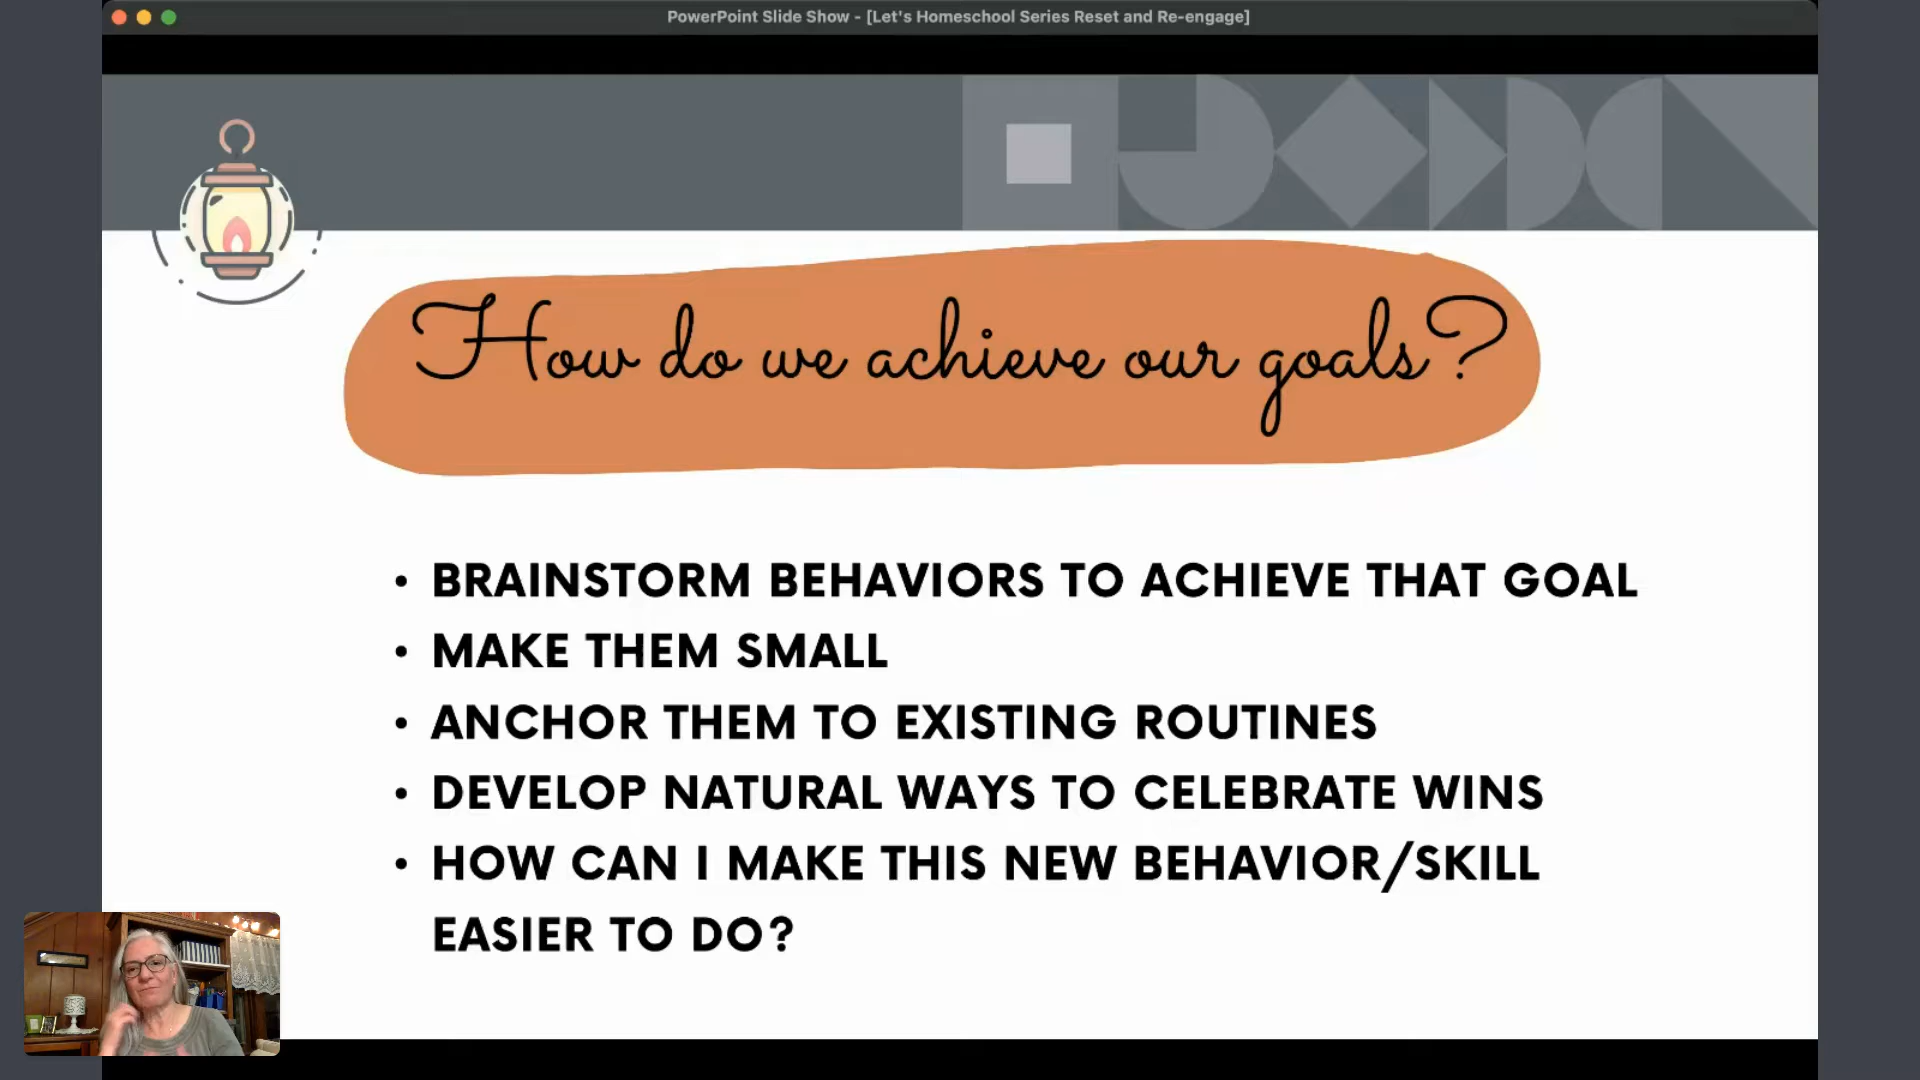 PowerPoint Slide Show - [Let's Homeschool Series Reset and Re-engage]
How do we achieve our goals?
• BRAINSTORM BEHAVIORS TO ACHIEVE THAT GOAL
• MAKE THEM SMALL
• ANCHOR THEM TO EXISTING ROUTINES
• DEVELOP NATURAL WAYS TO CELEBRATE WINS
• HOW CAN I MAKE THIS NEW BEHAVIOR/SKILL
EASIER TO DO?